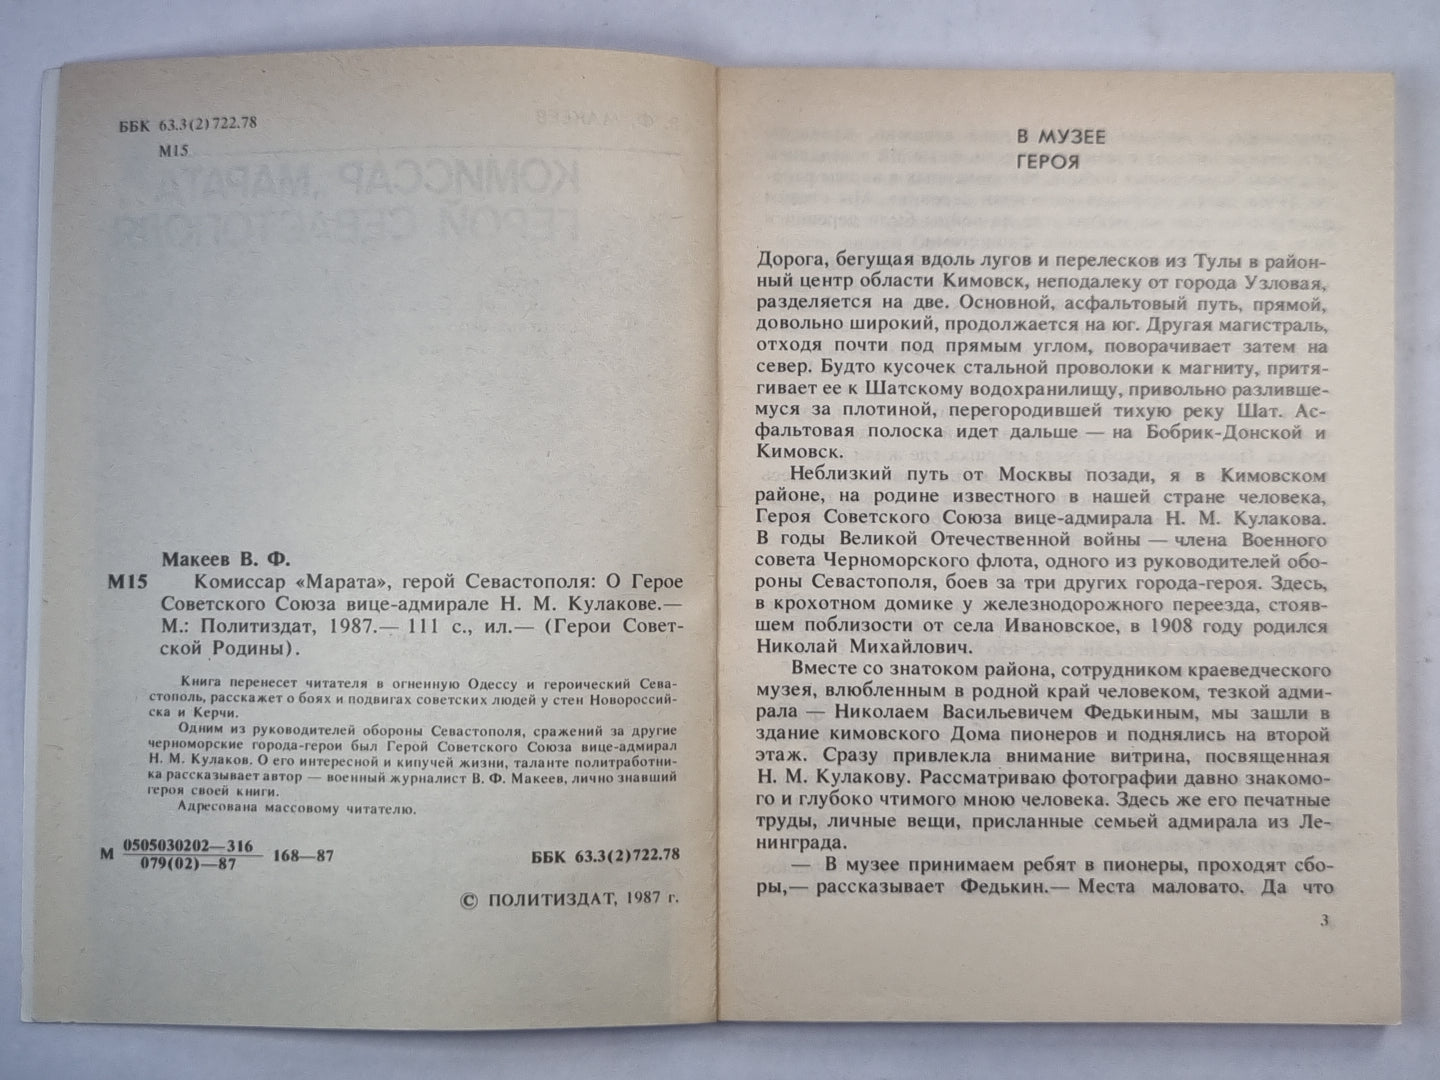 ББК 63.3(2)722.78
М15
Макеев В. Ф.
М15 Комиссар «Марата», герой Севастополя: О Герое
Советского Союза вице-адмирале Н. М. Кулакове.—
М.: Политиздат, 1987.— 111 с., ил.— (Герои Совет-
ской Родины).
Книга перенесет читателя в огненную Одессу и героический Сева-
стополь, расскажет о боях и подвигах советских людей у стен Новороссий-
ска и Керчи.
Одним из руководителей обороны Севастополя, сражений за другие
черноморские города-герои был Герой Советского Союза вице-адмирал
Н. М. Кулаков. О его интересной и кипучей жизни, таланте политработни-
ка рассказывает автор — военный журналист В. Ф. Макеев, лично знавший
героя своей книги.
Адресована массовому читателю.
М 0505030202—316
079(02)—87
168—87
ББК 63.3(2)722.78
© ПОЛИТИЗДАТ, 1987 г.
В МУЗЕЕ
ГЕРОЯ
Дорога, бегущая вдоль лугов и перелесков из Тулы в район-
ный центр области Кимовск, неподалеку от города Узловая,
разделяется на две. Основной, асфальтовый путь, прямой,
довольно широкий, продолжается на юг. Другая магистраль,
отходя почти под прямым углом, поворачивает затем на
север. Будто кусочек стальной проволоки к магниту, притя-
гивает ее к Шатскому водохранилищу, привольно разливше-
муся за плотиной, перегородившей тихую реку Шат. Ас-
фальтовая полоска идет дальше — на Бобрик-Донской и
Кимовск.
Неблизкий путь от Москвы позади, я в Кимовском
районе, на родине известного в нашей стране человека,
Героя Советского Союза вице-адмирала Н. М. Кулакова.
В годы Великой Отечественной войны — члена Военного
совета Черноморского флота, одного из руководителей обо-
роны Севастополя, боев за три других города-героя. Здесь,
в крохотном домике у железнодорожного переезда, стояв-
шем поблизости от села Ивановское, в 1908 году родился
Николай Михайлович.
Вместе со знатоком района, сотрудником краеведческого
музея, влюбленным в родной край человеком, тезкой адми-
рала — Николаем Васильевичем Федькиным, мы зашли в
здание кимовского Дома пионеров и поднялись на второй
этаж. Сразу привлекла внимание витрина, посвященная
Н. М. Кулакову. Рассматриваю фотографии давно знакомо-
го и глубоко чтимого мною человека. Здесь же его печатные
труды, личные вещи, присланные семьей адмирала из Ле-
нинграда.
— В музее принимаем ребят в пионеры, проходят сбо-
ры,— рассказывает Федькин.— Места маловато. Да что
3